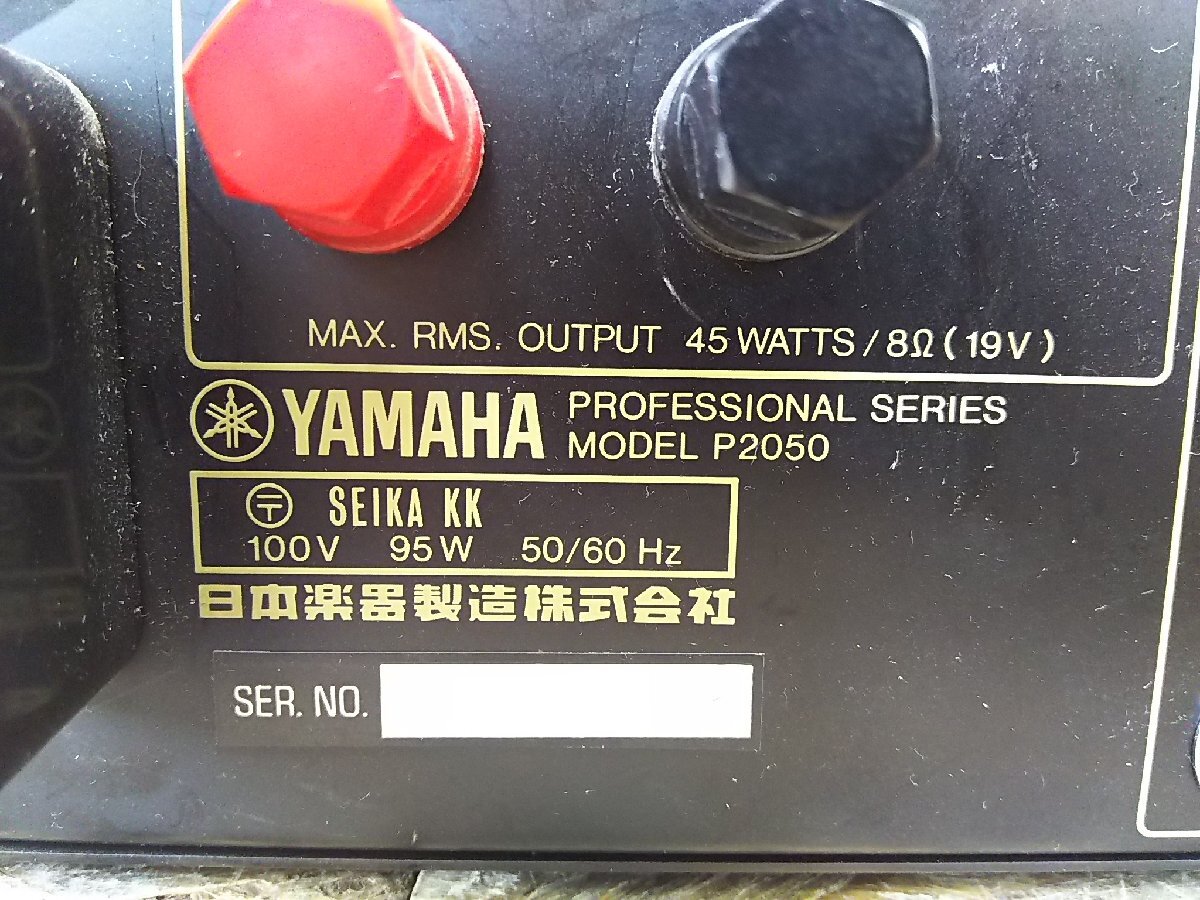 MAX. RMS. OUTPUT 45 WATTS / 8Ω ( 19V )
YAMAHA PROFESSIONAL SERIES
MODEL P2050
〒 SEIKA KK
100V 95W 50/60 Hz
日本楽器製造株式会社
SER. NO.